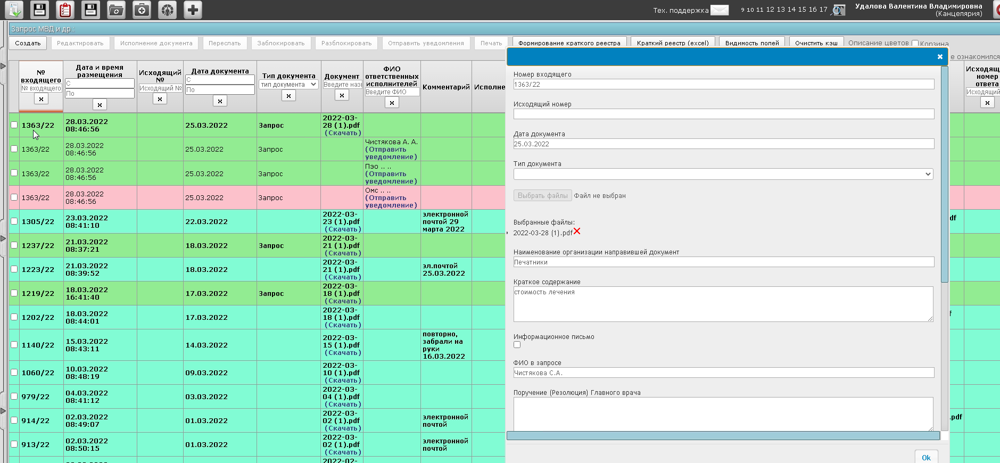 Тех. поддержка
9 10 11 12 13 14 15 16 17
Удалова Валентина Владимировна
(Канцелярия)
Запрос МВД и др.:
Создать
Редактировать
Исполнение документа
Переслать
Заблокировать
Разблокировать
Отправить уведомления
Печать
Формирование краткого реестра
Краткий реестр (excel)
Видимость полей
Очистить кэш
Описание цветов
Корзина
е ознакомился
№ входящего
№ входящего
x
Дата и время размещения
С
По
x
Исходящий №
Исходящий №
x
Дата документа
С
По
x
Тип документа
тип документа
x
Документ
Введите назв
x
ФИО ответственных исполнителей
Введите ФИО
x
Комментарий
Исполне
Исходящ номер ответа
Исходящий
x
1363/22 28.03.2022 08:46:56 25.03.2022 Запрос 2022-03-28 (1).pdf (Скачать)
1363/22 28.03.2022 08:46:56 25.03.2022 Запрос Чистякова А. А. (Отправить уведомление)
1363/22 28.03.2022 08:46:56 25.03.2022 Запрос Пэо .. .. (Отправить уведомление)
1363/22 28.03.2022 08:46:56 25.03.2022 Запрос Омс .. .. (Отправить уведомление)
1305/22 23.03.2022 08:41:10 22.03.2022 2022-03-23 (1).pdf (Скачать) электронной почтой 29 марта 2022 df
1237/22 21.03.2022 08:37:21 18.03.2022 Запрос 2022-03-21 (1).pdf (Скачать)
1223/22 21.03.2022 08:39:52 18.03.2022 2022-03-21 (1).pdf (Скачать) эл.почтой 25.03.2022
1219/22 18.03.2022 16:41:40 17.03.2022 Запрос 2022-03-18 (1).pdf (Скачать)
1202/22 18.03.2022 08:44:01 17.03.2022 2022-03-18 (1).pdf (Скачать) f
1140/22 15.03.2022 08:43:11 14.03.2022 2022-03-15 (1).pdf (Скачать) повторно, забрали на руки 16.03.2022
1060/22 10.03.2022 08:48:19 09.03.2022 2022-03-10 (1).pdf (Скачать)
979/22 04.03.2022 08:41:12 03.03.2022 2022-03-04 (1).pdf (Скачать)
914/22 02.03.2022 08:49:07 01.03.2022 2022-03-02 (1).pdf (Скачать) электронной почтой .pdf
913/22 02.03.2022 08:50:15 01.03.2022 2022-03-02 (1).pdf (Скачать) электронной почтой
2022-02-
Номер входящего
1363/22
Исходящий номер
Дата документа
25.03.2022
Тип документа
Выбрать файлы Файл не выбран
Выбранные файлы:
2022-03-28 (1).pdf
Наименование организации направившей документ
Печатники
Краткое содержание
стоимость лечения
Информационное письмо
ФИО в запросе
Чистякова С.А.
Поручение (Резолюция) Главного врача
Ok